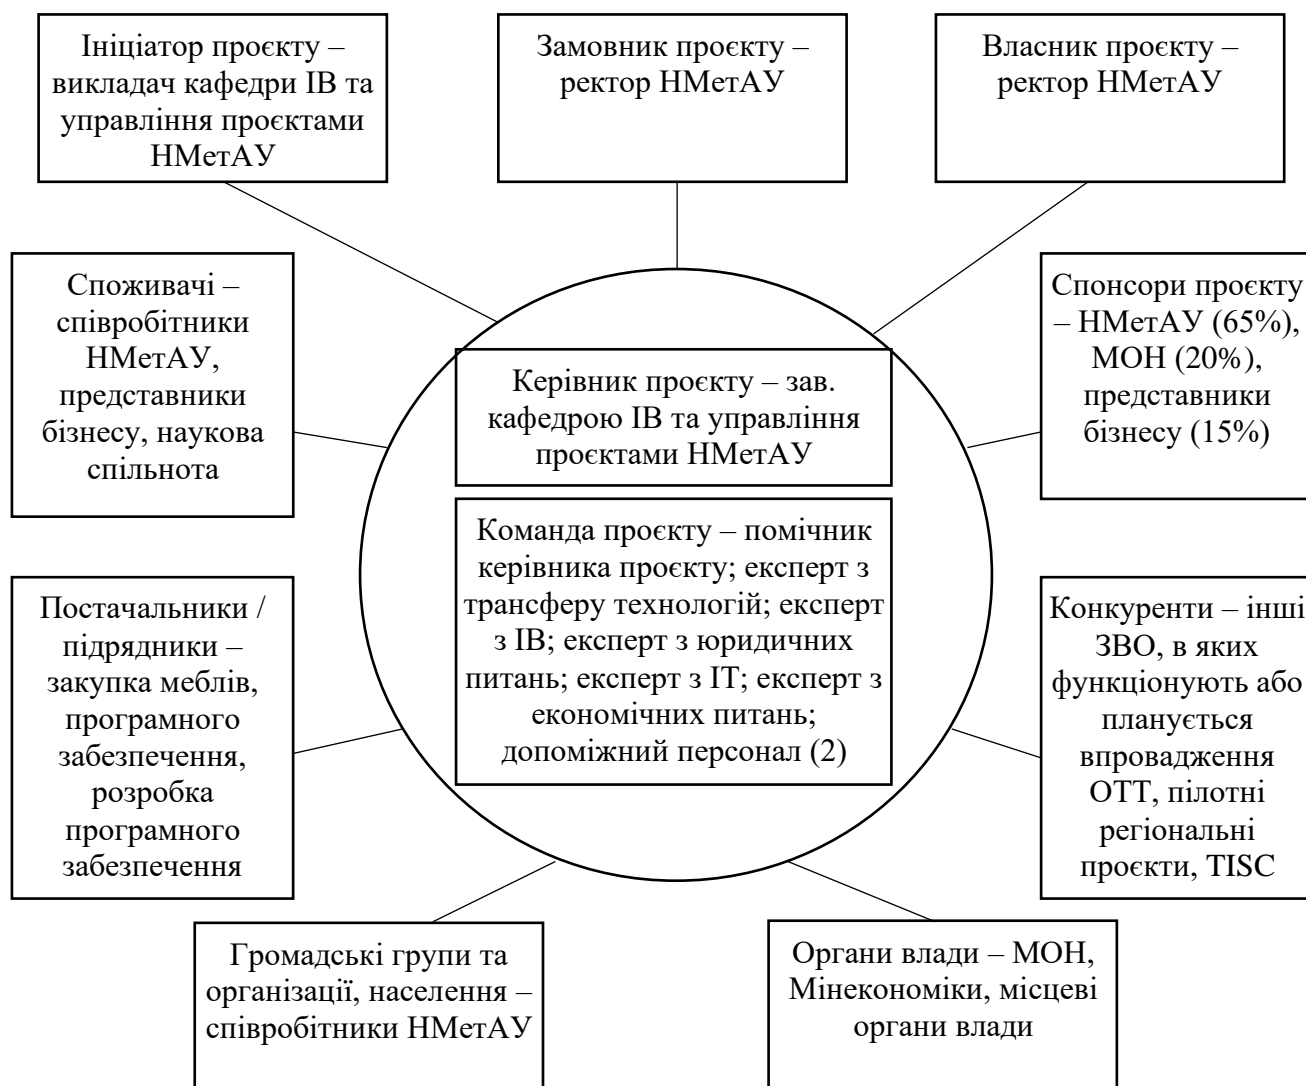 Ініціатор проєкту –
викладач кафедри ІВ та
управління проєктами
НМетАУ
Замовник проєкту –
ректор НМетАУ
Власник проєкту –
ректор НМетАУ
Споживачі –
співробітники
НМетАУ,
представники
бізнесу, наукова
спільнота
Спонсори проєкту
– НМетАУ (65%),
МОН (20%),
представники
бізнесу (15%)
Керівник проєкту – зав.
кафедрою ІВ та управління
проєктами НМетАУ
Команда проєкту – помічник
керівника проєкту; експерт з
трансферу технологій; експерт
з ІВ; експерт з юридичних
питань; експерт з ІТ; експерт з
економічних питань;
допоміжний персонал (2)
Постачальники /
підрядники –
закупка меблів,
програмного
забезпечення,
розробка
програмного
забезпечення
Конкуренти – інші
ЗВО, в яких
функціонують або
планується
впровадження
ОТТ, пілотні
регіональні
проєкти, TISC
Громадські групи та
організації, населення –
співробітники НМетАУ
Органи влади – МОН,
Мінекономіки, місцеві
органи влади